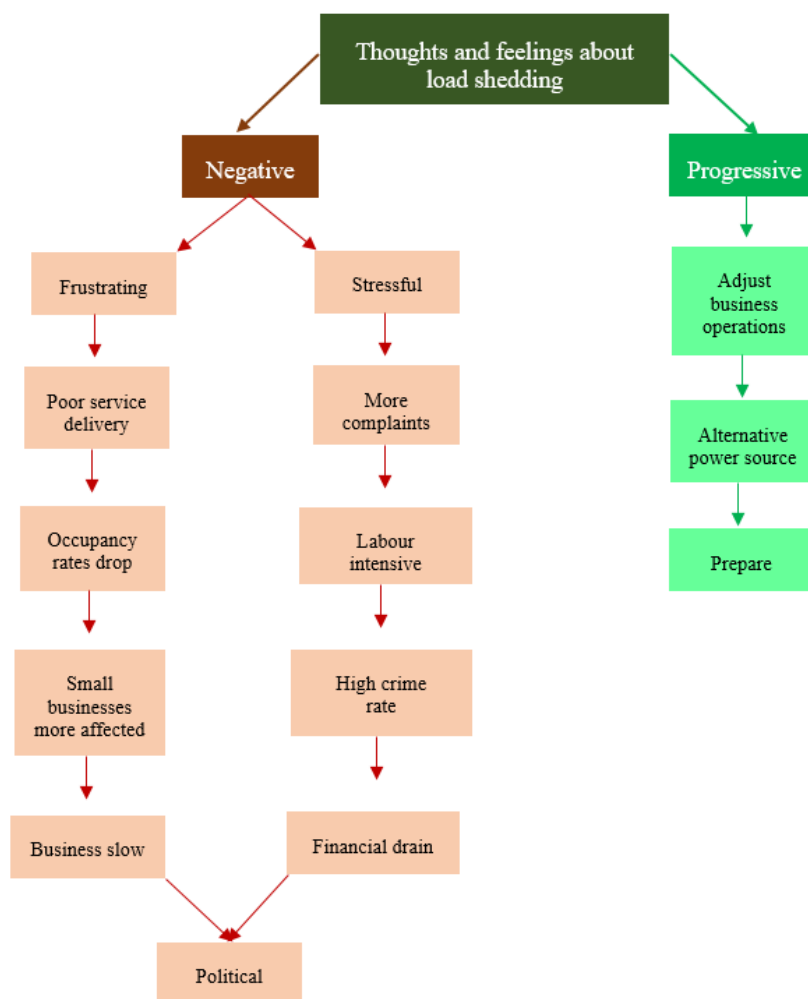 Thoughts and feelings about
load shedding
Negative
Progressive
Frustrating
Stressful
Adjust
business
operations
Poor service
delivery
More
complaints
Alternative
power source
Occupancy
rates drop
Labour
intensive
Prepare
Small
businesses
more affected
High crime
rate
Business slow
Financial drain
Political